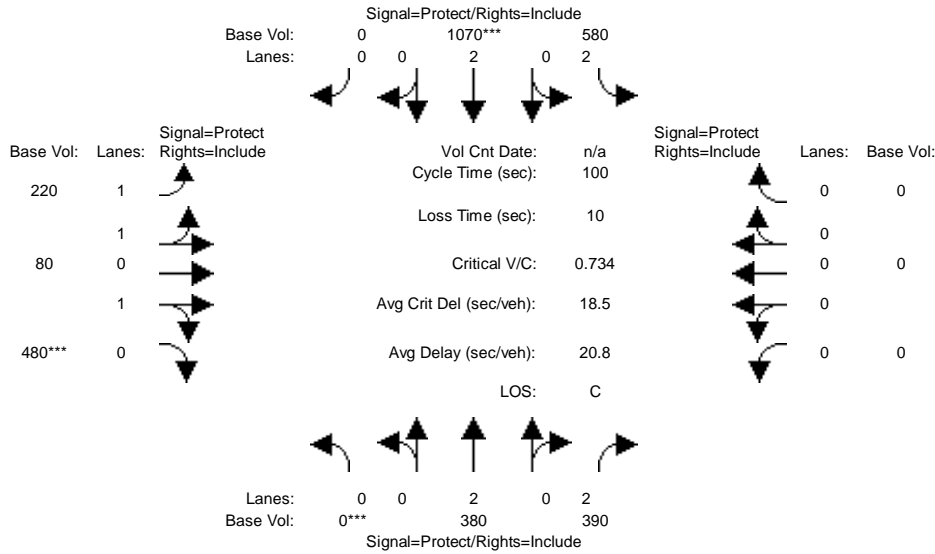 Signal=Protect/Rights=Include
Base Vol: 0 1070*** 580
Lanes: 0 0 2 0 2
Signal=Protect
Base Vol: Lanes: Rights=Include
Vol Cnt Date: n/a
Signal=Protect
Rights=Include Lanes: Base Vol:
Cycle Time (sec): 100
220 1
0 0
Loss Time (sec): 10
1
0
80 0
Critical V/C: 0.734
0 0
1
Avg Crit Del (sec/veh): 18.5
0
480*** 0
Avg Delay (sec/veh): 20.8
0 0
LOS: C
Lanes: 0 0 2 0 2
Base Vol: 0*** 380 390
Signal=Protect/Rights=Include